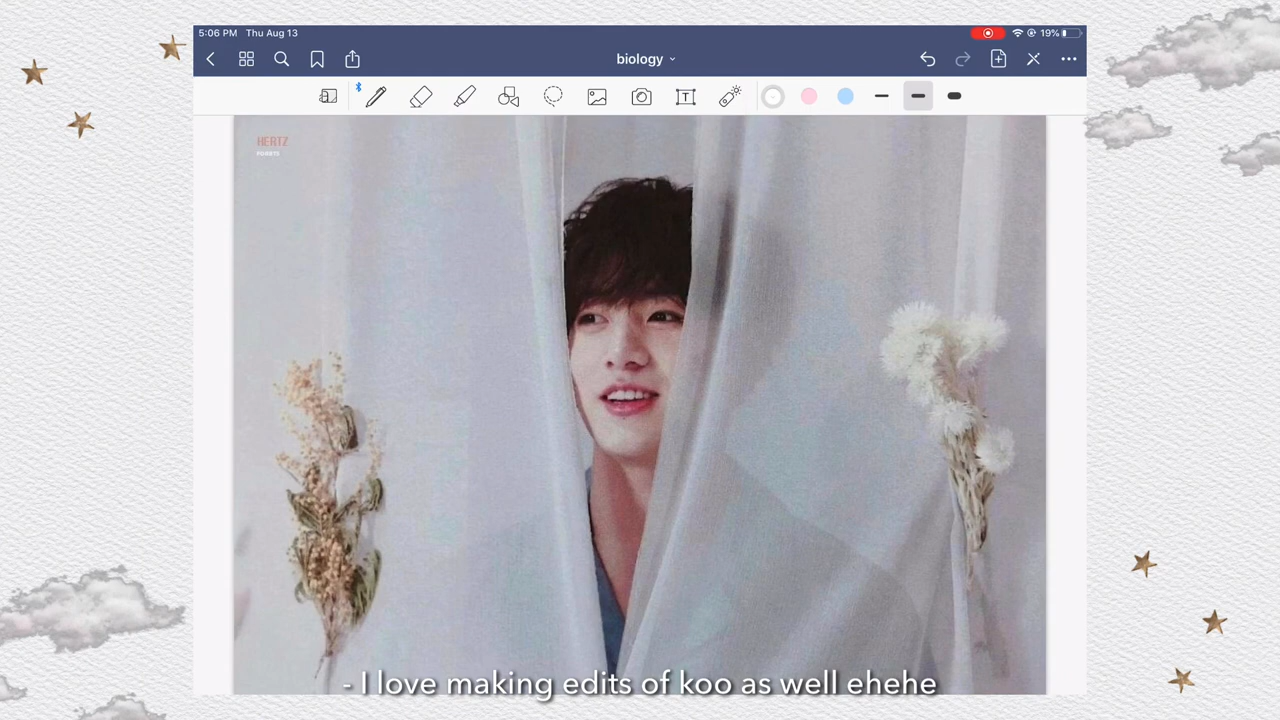 5:06 PM Thu Aug 13
19%
biology
T
HERTZ
- I love making edits of koo as well ehehe